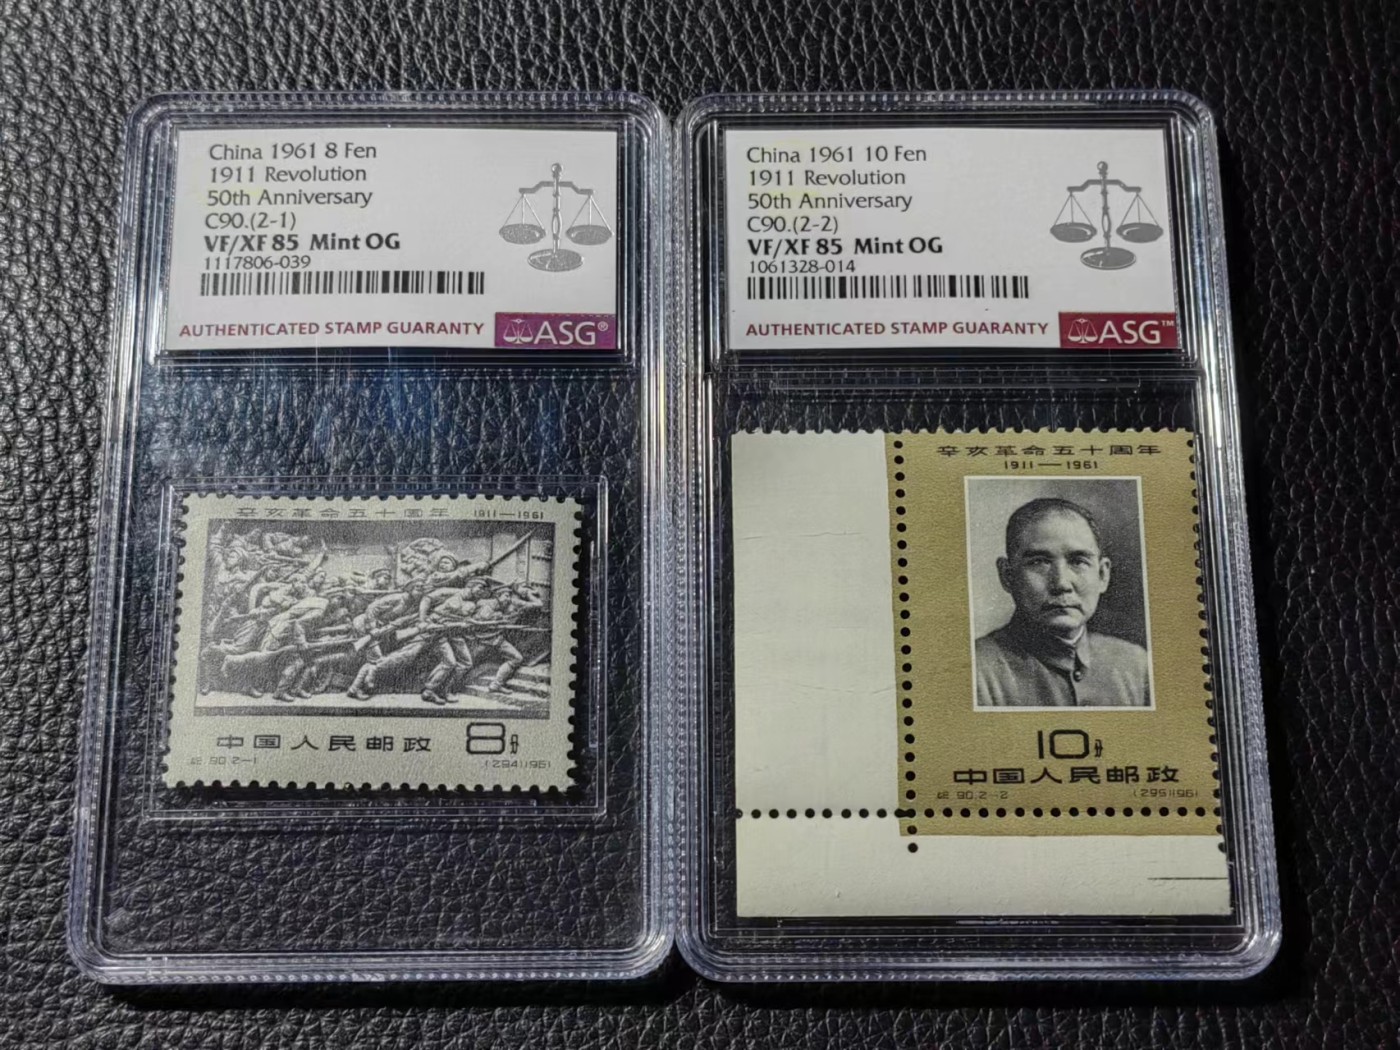 China 1961 8 Fen
1911 Revolution
50th Anniversary
C90.(2-1)
VF/XF 85 Mint OG
1117806-039
AUTHENTICATED STAMP GUARANTY
ASG®
辛亥革命五十周年 1911—1961
中国人民邮政 8分
纪 90.2—1 (294)1961
China 1961 10 Fen
1911 Revolution
50th Anniversary
C90.(2-2)
VF/XF 85 Mint OG
1061328-014
AUTHENTICATED STAMP GUARANTY
ASG™
辛亥革命五十周年
1911—1961
10分
中国人民邮政
纪 90.2—2 (295)1961